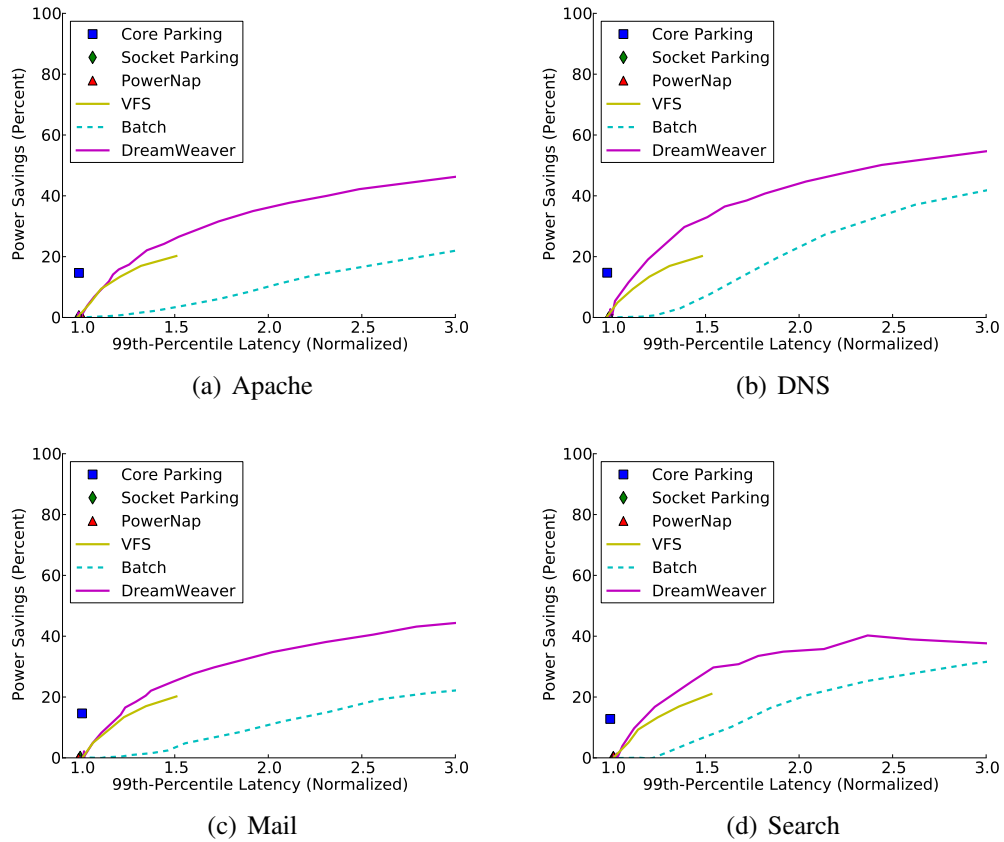 100
80
60
40
20
0
Power Savings (Percent)
Core Parking
Socket Parking
PowerNap
VFS
Batch
DreamWeaver
1.0 1.5 2.0 2.5 3.0
99th-Percentile Latency (Normalized)
(a) Apache
100
80
60
40
20
0
Power Savings (Percent)
Core Parking
Socket Parking
PowerNap
VFS
Batch
DreamWeaver
1.0 1.5 2.0 2.5 3.0
99th-Percentile Latency (Normalized)
(b) DNS
100
80
60
40
20
0
Power Savings (Percent)
Core Parking
Socket Parking
PowerNap
VFS
Batch
DreamWeaver
1.0 1.5 2.0 2.5 3.0
99th-Percentile Latency (Normalized)
(c) Mail
100
80
60
40
20
0
Power Savings (Percent)
Core Parking
Socket Parking
PowerNap
VFS
Batch
DreamWeaver
1.0 1.5 2.0 2.5 3.0
99th-Percentile Latency (Normalized)
(d) Search